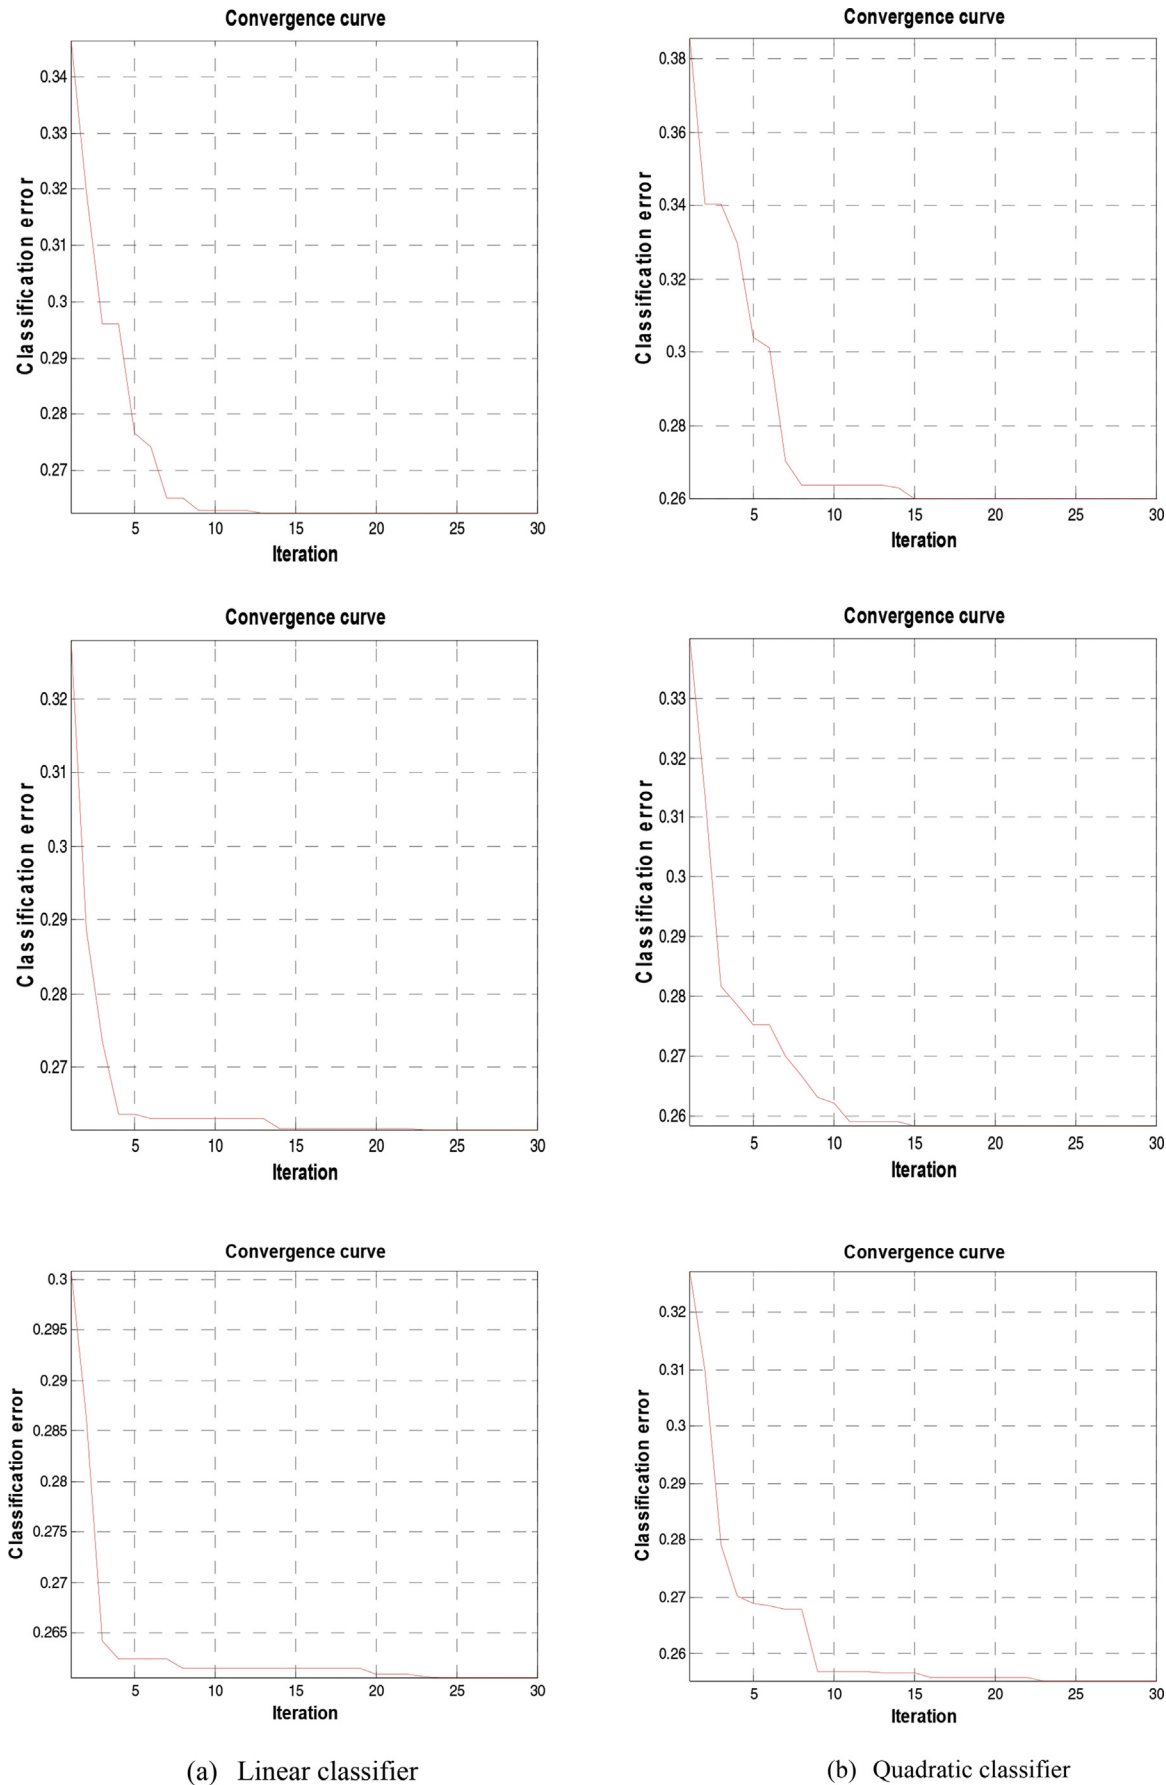 Convergence curve
0.34
0.33
0.32
0.31
0.3
0.29
0.28
0.27
Classification error
5 10 15 20 25 30
Iteration
Convergence curve
0.38
0.36
0.34
0.32
0.3
0.28
0.26
Classification error
5 10 15 20 25 30
Iteration
Convergence curve
0.32
0.31
0.3
0.29
0.28
0.27
Classification error
5 10 15 20 25 30
Iteration
Convergence curve
0.33
0.32
0.31
0.3
0.29
0.28
0.27
0.26
Classification error
5 10 15 20 25 30
Iteration
Convergence curve
0.3
0.295
0.29
0.285
0.28
0.275
0.27
0.265
Classification error
5 10 15 20 25 30
Iteration
Convergence curve
0.32
0.31
0.3
0.29
0.28
0.27
0.26
Classification error
5 10 15 20 25 30
Iteration
(a) Linear classifier
(b) Quadratic classifier